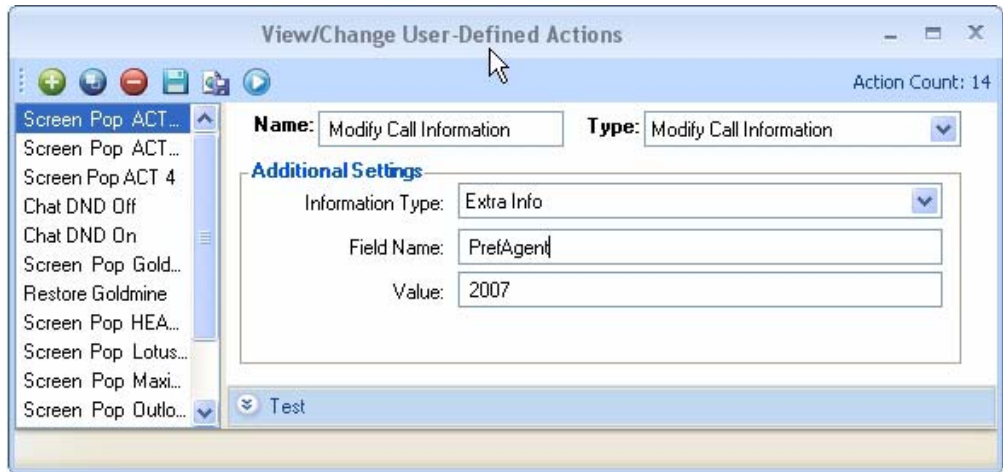 View/Change User-Defined Actions
Action Count: 14
Screen Pop ACT...
Screen Pop ACT...
Screen Pop ACT 4
Chat DND Off
Chat DND On
Screen Pop Gold...
Restore Goldmine
Screen Pop HEA...
Screen Pop Lotus...
Screen Pop Maxi...
Screen Pop Outlo...
Name: Modify Call Information Type: Modify Call Information
Additional Settings
Information Type: Extra Info
Field Name: PrefAgent
Value: 2007
Test